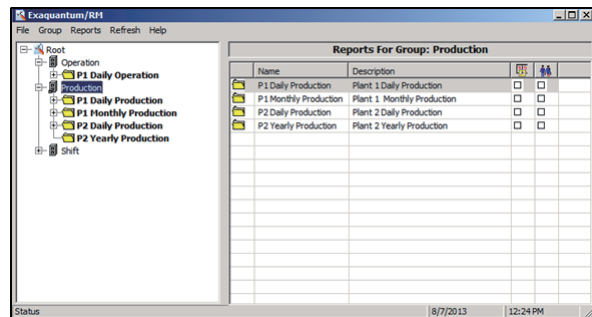 Exaquantum/RM
File Group Reports Refresh Help
Root
Operation
P1 Daily Operation
Production
P1 Daily Production
P1 Monthly Production
P2 Daily Production
P2 Yearly Production
Shift
Reports For Group: Production
Name Description
P1 Daily Production Plant 1 Daily Production
P1 Monthly Production Plant 1 Monthly Production
P2 Daily Production Plant 2 Daily Production
P2 Yearly Production Plant 2 Yearly Production
Status 8/7/2013 12:24 PM